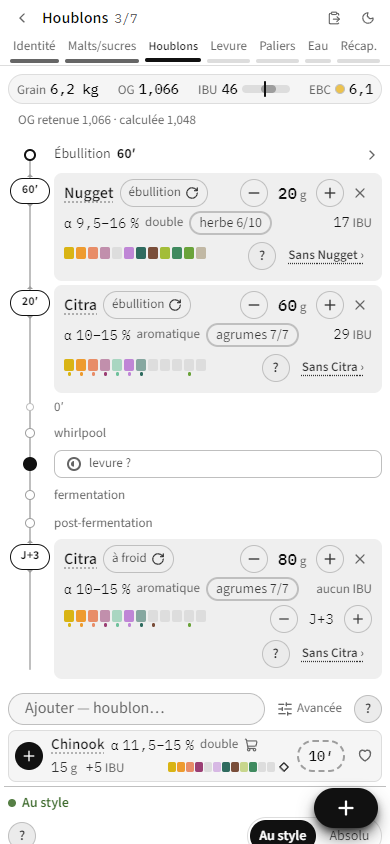 Houblons 3/7
Identité Malts/sucres Houblons Levure Paliers Eau Récap.
Grain 6,2 kg OG 1,066 IBU 46 EBC 6,1
OG retenue 1,066 · calculée 1,048
Ébullition 60′
60′
Nugget ébullition − 20 g + ×
α 9,5–16 % double herbe 6/10 17 IBU
? Sans Nugget ›
20′
Citra ébullition − 60 g + ×
α 10–15 % aromatique agrumes 7/7 29 IBU
? Sans Citra ›
0′
whirlpool
levure ?
fermentation
post-fermentation
J+3
Citra à froid − 80 g + ×
α 10–15 % aromatique agrumes 7/7 aucun IBU
− J+3 +
? Sans Citra ›
Ajouter — houblon… Avancée ?
+ Chinook α 11,5–15 % double 10′
15 g +5 IBU
Au style
+
? Au style Absolu